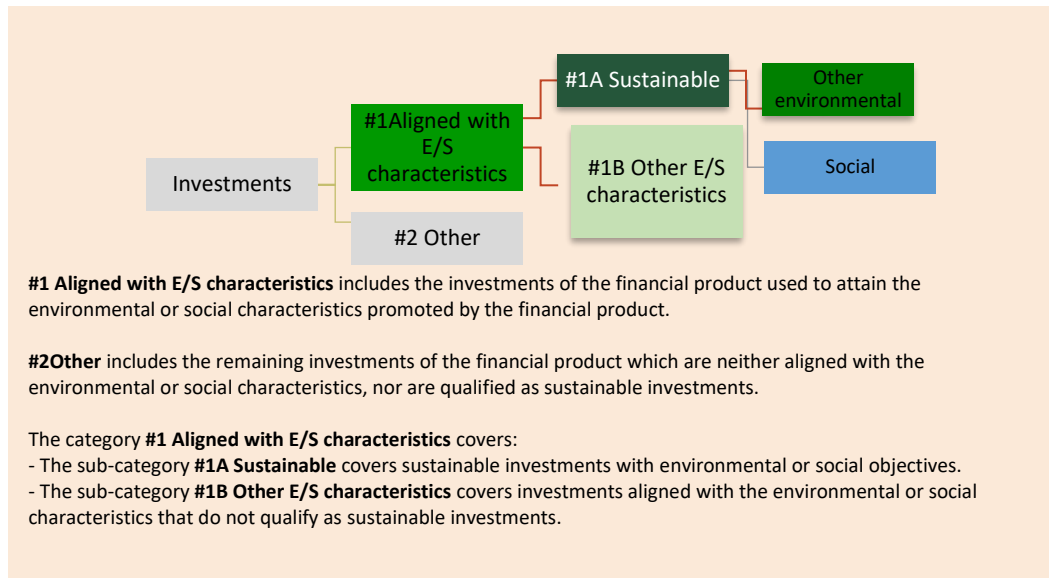 #1A Sustainable
Other
environmental
#1Aligned with
E/S
characteristics
#1B Other E/S
characteristics
Social
Investments
#2 Other
#1 Aligned with E/S characteristics includes the investments of the financial product used to attain the
environmental or social characteristics promoted by the financial product.
#2Other includes the remaining investments of the financial product which are neither aligned with the
environmental or social characteristics, nor are qualified as sustainable investments.
The category #1 Aligned with E/S characteristics covers:
- The sub-category #1A Sustainable covers sustainable investments with environmental or social objectives.
- The sub-category #1B Other E/S characteristics covers investments aligned with the environmental or social
characteristics that do not qualify as sustainable investments.